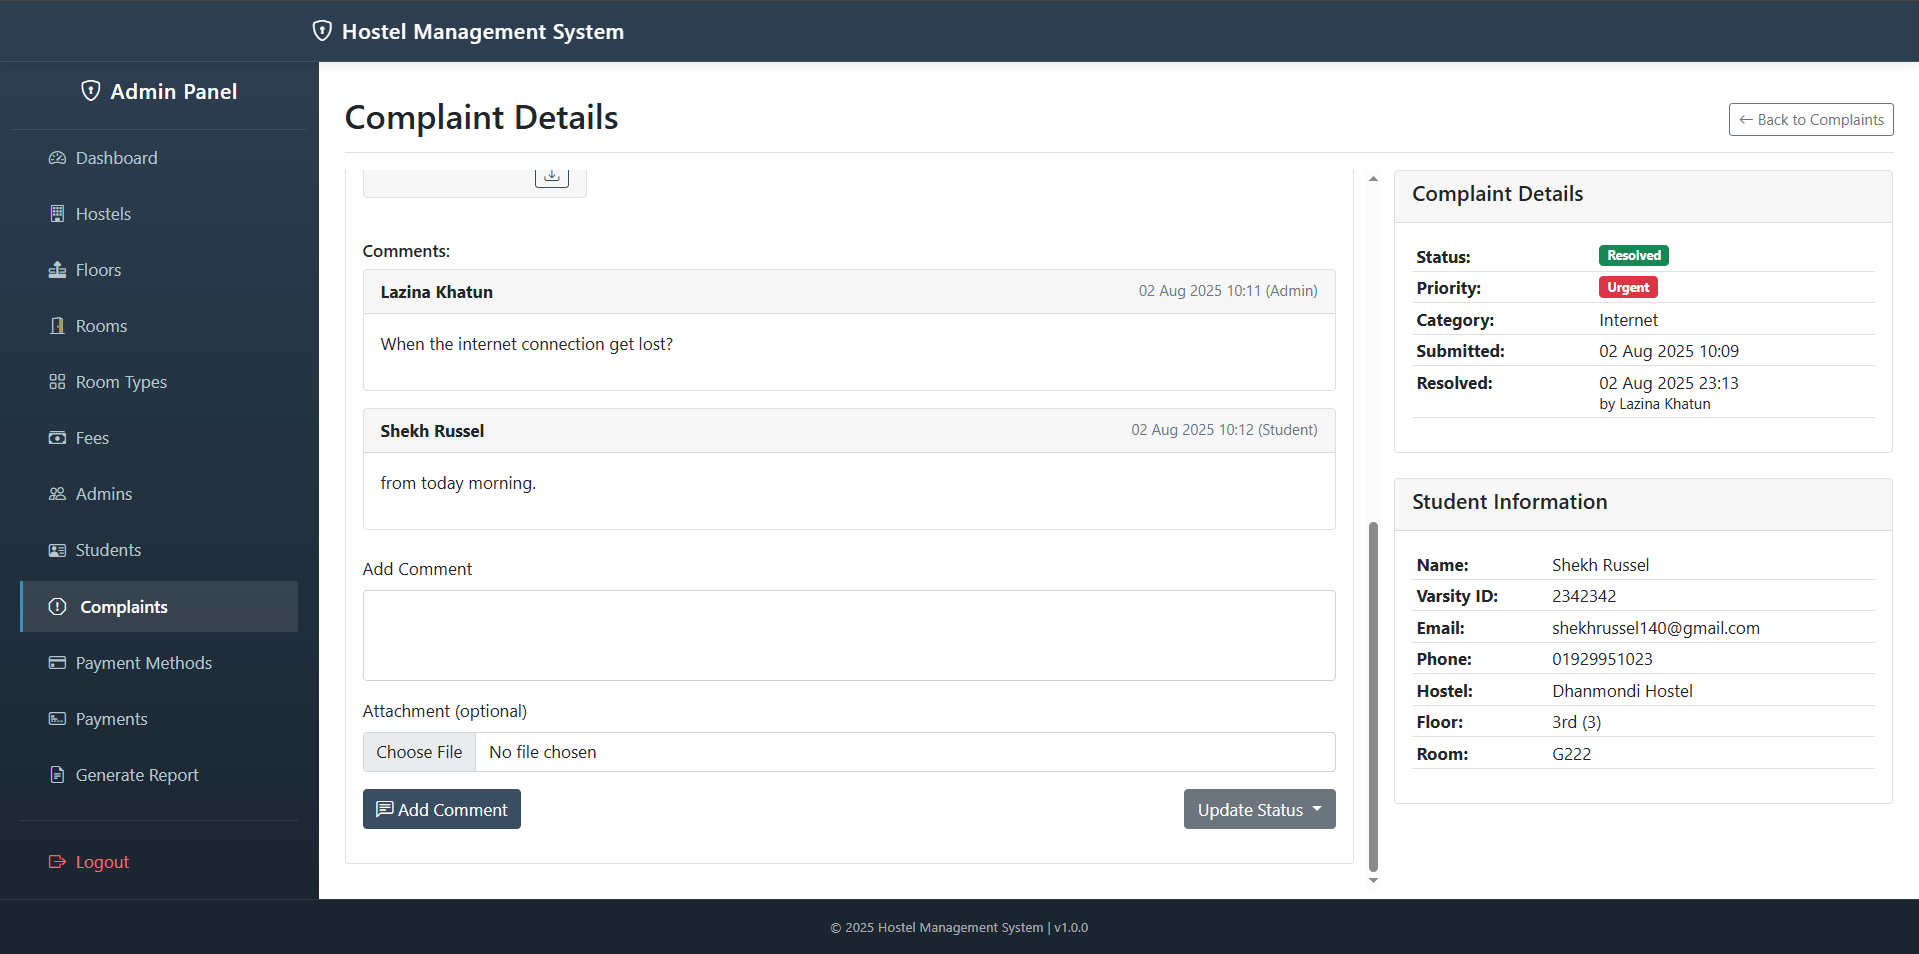 Hostel Management System
Admin Panel
Dashboard
Hostels
Floors
Rooms
Room Types
Fees
Admins
Students
Complaints
Payment Methods
Payments
Generate Report
Logout
Complaint Details
← Back to Complaints
Comments:
Lazina Khatun 02 Aug 2025 10:11 (Admin)
When the internet connection get lost?
Shekh Russel 02 Aug 2025 10:12 (Student)
from today morning.
Add Comment
Attachment (optional)
Choose File No file chosen
Add Comment Update Status
Complaint Details
Status: Resolved
Priority: Urgent
Category: Internet
Submitted: 02 Aug 2025 10:09
Resolved: 02 Aug 2025 23:13
by Lazina Khatun
Student Information
Name: Shekh Russel
Varsity ID: 2342342
Email: shekhrussel140@gmail.com
Phone: 01929951023
Hostel: Dhanmondi Hostel
Floor: 3rd (3)
Room: G222
© 2025 Hostel Management System | v1.0.0